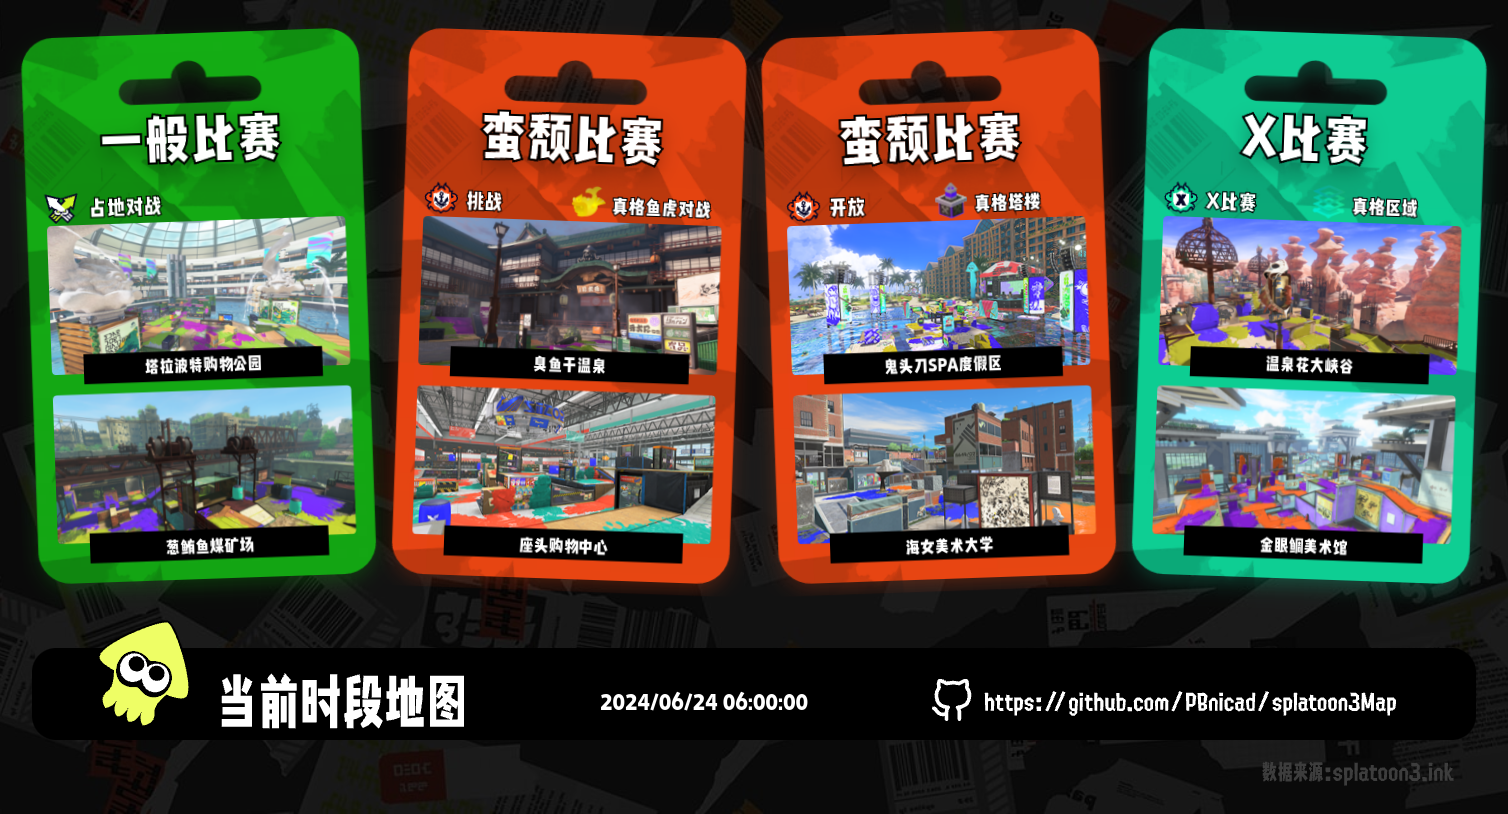 一般比赛
占地对战
塔拉波特购物公园
葱鲔鱼煤矿场
蛮颓比赛
挑战
真格鱼虎对战
臭鱼干温泉
座头购物中心
蛮颓比赛
开放
真格塔楼
鬼头刀SPA度假区
海女美术大学
X比赛
X比赛
真格区域
温泉花大峡谷
金眼鲷美术馆
当前时段地图
2024/06/24 06:00:00
https://github.com/PBnicad/splatoon3Map
数据来源:splatoon3.ink